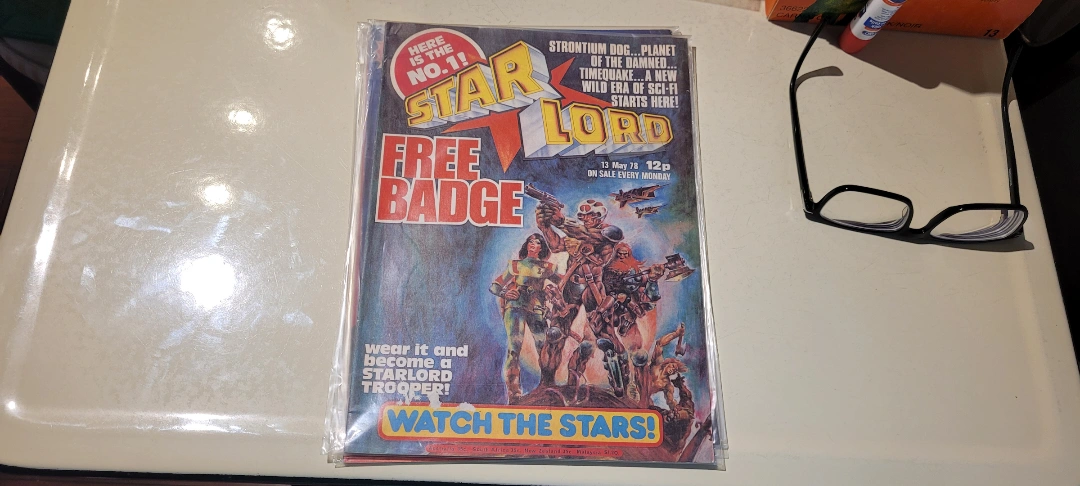 HERE
IS THE
NO.1!
STAR
LORD
STRONTIUM DOG...PLANET
OF THE DAMNED...
TIMEQUAKE...A NEW
WILD ERA OF SCI-FI
STARTS HERE!
13 May 78 12p
ON SALE EVERY MONDAY
FREE
BADGE
wear it and
become a
STARLORD
TROOPER!
WATCH THE STARS!
13